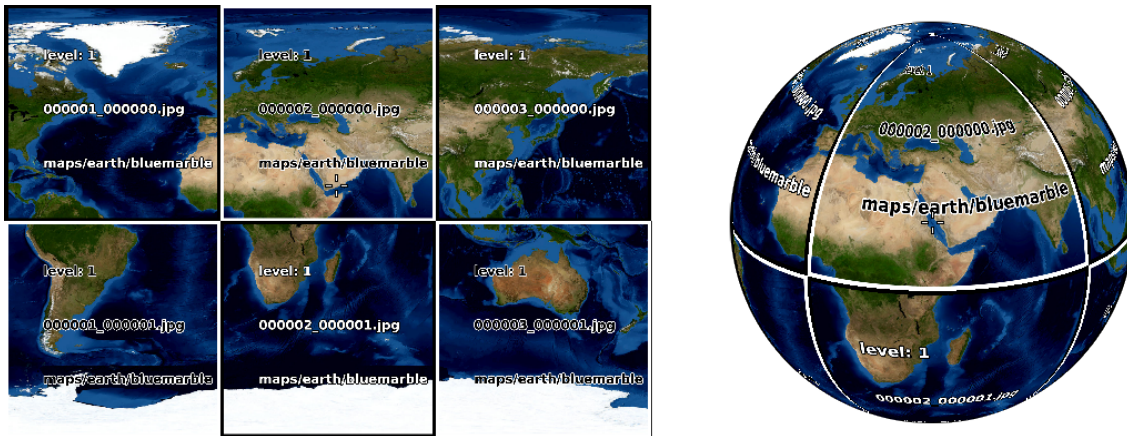 level: 1
000001_000000.jpg
maps/earth/bluemarble
level: 1
000002_000000.jpg
maps/earth/bluemarble
level: 1
000003_000000.jpg
maps/earth/bluemarble
level: 1
000001_000001.jpg
maps/earth/bluemarble
level: 1
000002_000001.jpg
maps/earth/bluemarble
level: 1
000003_000001.jpg
maps/earth/bluemarble
000002_000000.jpg
maps/earth/bluemarble
level: 1
000002_000001.jpg